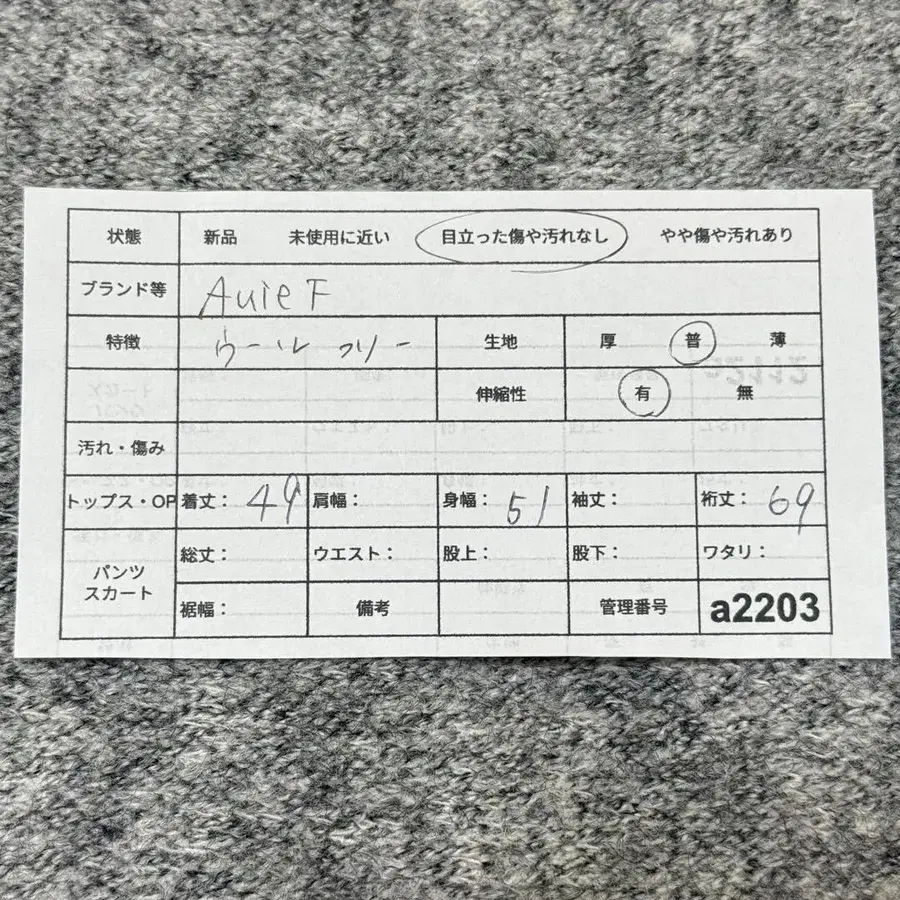 状態 新品 未使用に近い 目立った傷や汚れなし やや傷や汚れあり
ブランド等 AuieF
特徴 ウール フリー 生地 厚 普 薄
伸縮性 有 無
汚れ・傷み
トップス・OP 着丈: 49 肩幅: 身幅: 51 袖丈: 裄丈: 69
パンツ スカート 総丈: ウエスト: 股上: 股下: ワタリ:
裾幅: 備考 管理番号 a2203